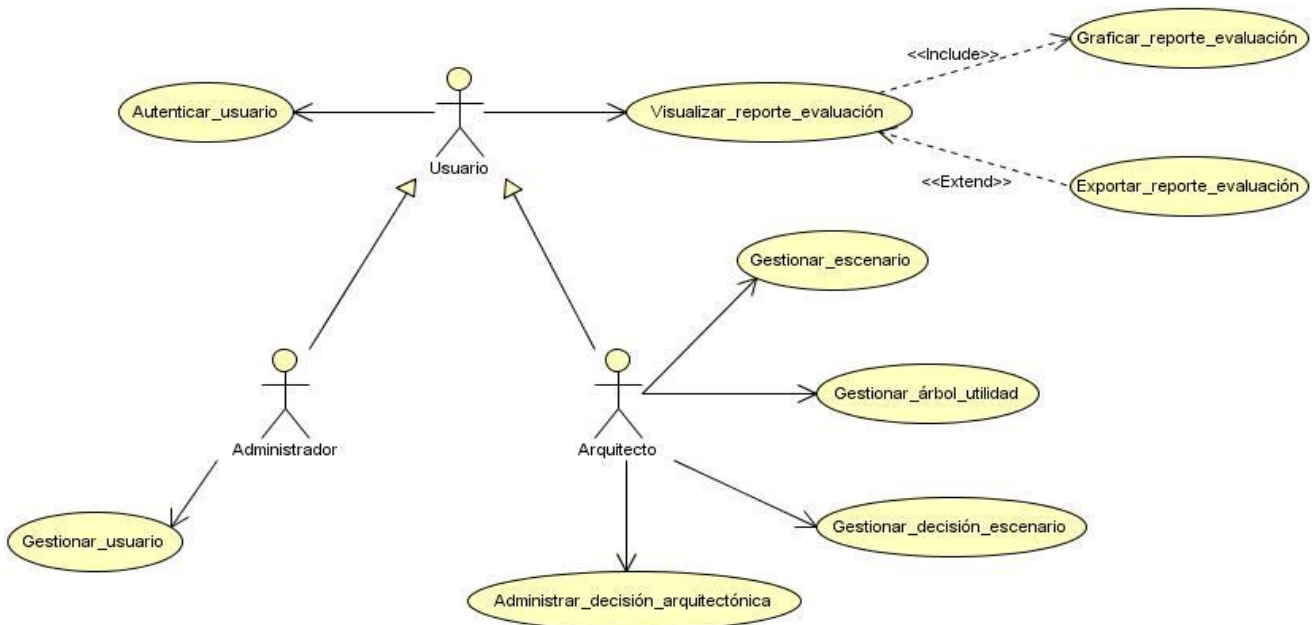 Graficar_reporte_evaluación
<<Include>>
Autenticar_usuario
Visualizar_reporte_evaluación
Usuario
<<Extend>>
Exportar_reporte_evaluación
Gestionar_escenario
Gestionar_árbol_utilidad
Administrador
Arquitecto
Gestionar_usuario
Gestionar_decisión_escenario
Administrar_decisión_arquitectónica